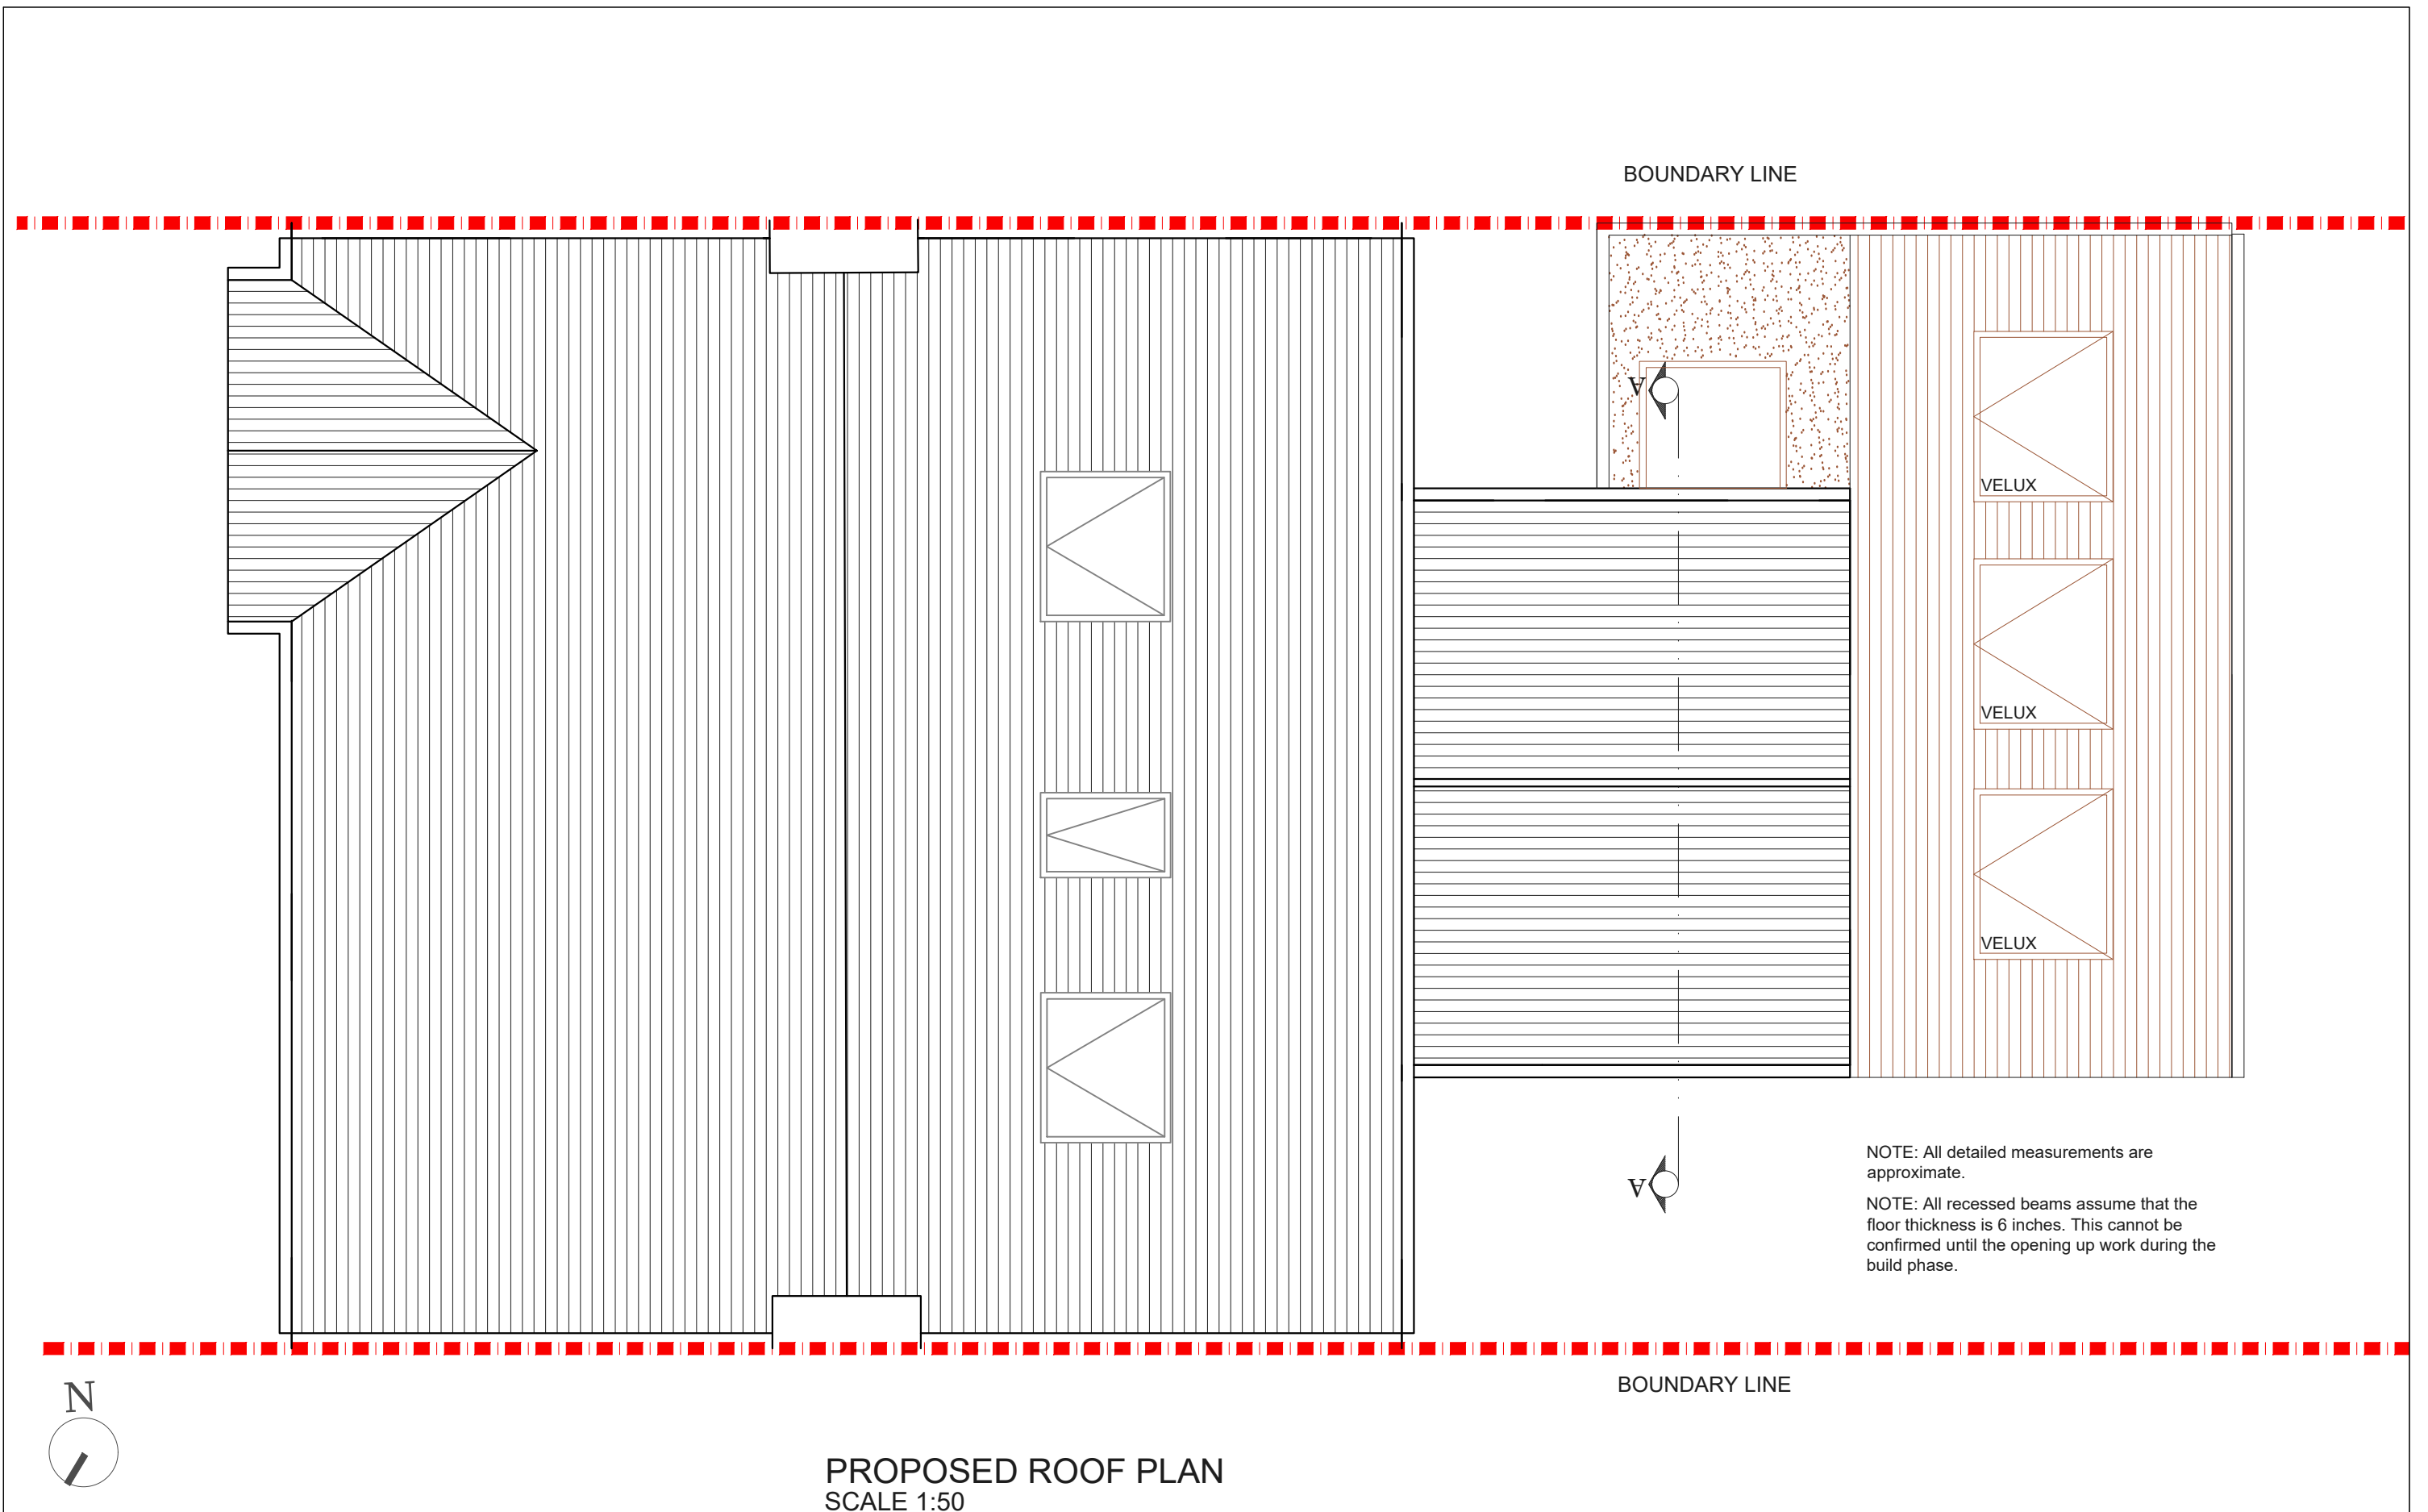 BOUNDARY LINE
A
VELUX
VELUX
VELUX
A
NOTE: All detailed measurements are
approximate.
NOTE: All recessed beams assume that the
floor thickness is 6 inches. This cannot be
confirmed until the opening up work during the
build phase.
BOUNDARY LINE
N
PROPOSED ROOF PLAN
SCALE 1:50